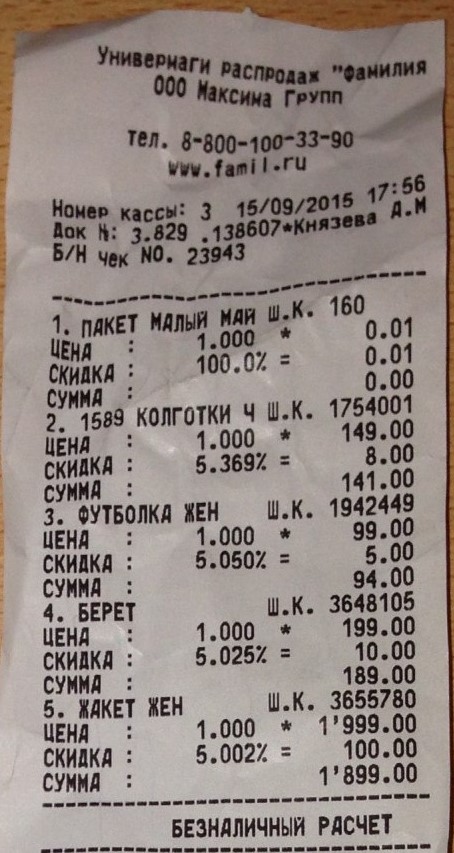 Универмаги распродаж "Фамилия
ООО Максима Групп
тел. 8-800-100-33-90
www.famil.ru
Номер кассы: 3 15/09/2015 17:56
Док №: 3.829 .138607*Князева А.М
Б/Н чек NO. 23943
1. ПАКЕТ МАЛЫЙ МАЙ Ш.К. 160
ЦЕНА : 1.000 * 0.01
СКИДКА : 100.0% = 0.01
СУММА : 0.00
2. 1589 КОЛГОТКИ Ч Ш.К. 1754001
ЦЕНА : 1.000 * 149.00
СКИДКА : 5.369% = 8.00
СУММА : 141.00
3. ФУТБОЛКА ЖЕН Ш.К. 1942449
ЦЕНА : 1.000 * 99.00
СКИДКА : 5.050% = 5.00
СУММА : 94.00
4. БЕРЕТ Ш.К. 3648105
ЦЕНА : 1.000 * 199.00
СКИДКА : 5.025% = 10.00
СУММА : 189.00
5. ЖАКЕТ ЖЕН Ш.К. 3655780
ЦЕНА : 1.000 * 1'999.00
СКИДКА : 5.002% = 100.00
СУММА : 1'899.00
БЕЗНАЛИЧНЫЙ РАСЧЕТ